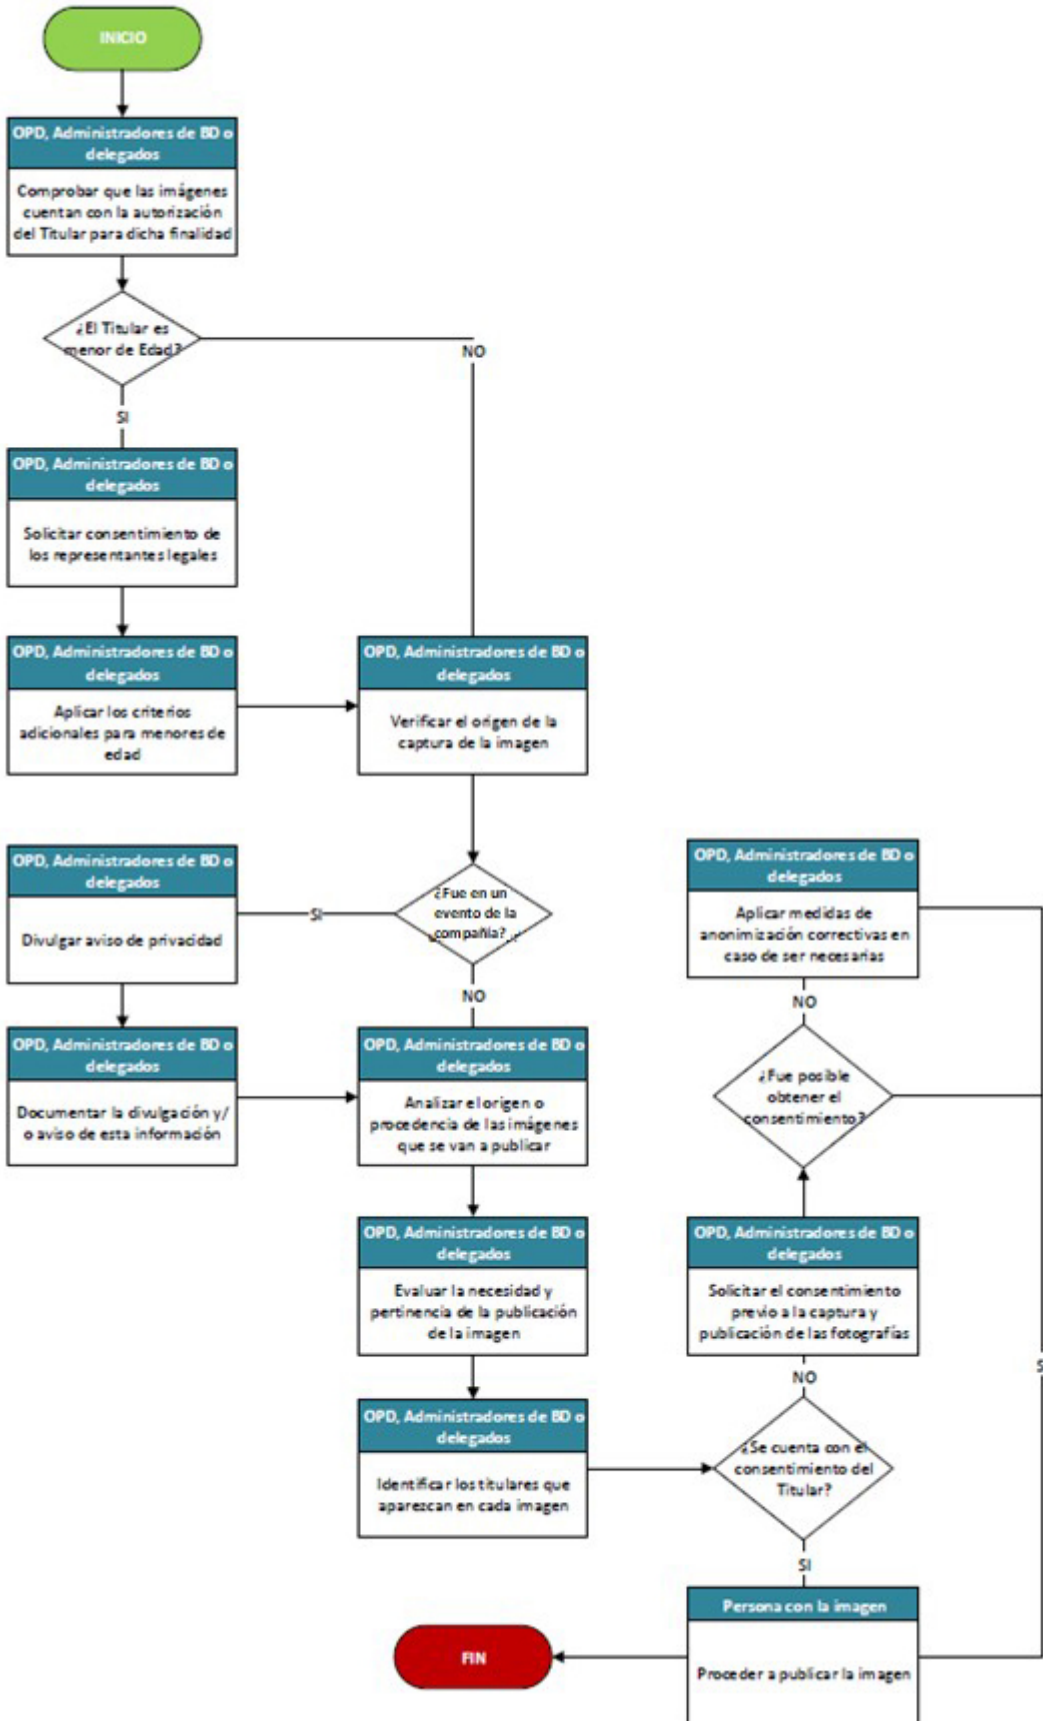 INICIO
OPD, Administradores de BD o
delegados
Comprobar que las imágenes
cuentan con la autorización
del Titular para dicha finalidad
¿El Titular es
menor de Edad?
NO
SI
OPD, Administradores de BD o
delegados
Solicitar consentimiento de
los representantes legales
OPD, Administradores de BD o
delegados
Aplicar los criterios
adicionales para menores de
edad
OPD, Administradores de BD o
delegados
Verificar el origen de la
captura de la imagen
¿Fue en un
evento de la
compañía?
SI
NO
OPD, Administradores de BD o
delegados
Divulgar aviso de privacidad
OPD, Administradores de BD o
delegados
Documentar la divulgación y/
o aviso de esta información
OPD, Administradores de BD o
delegados
Analizar el origen o
procedencia de las imágenes
que se van a publicar
OPD, Administradores de BD o
delegados
Evaluar la necesidad y
pertinencia de la publicación
de la imagen
OPD, Administradores de BD o
delegados
Identificar los titulares que
aparezcan en cada imagen
¿Se cuenta con el
consentimiento del
Titular?
NO
SI
OPD, Administradores de BD o
delegados
Solicitar el consentimiento
previo a la captura y
publicación de las fotografías
¿Fue posible
obtener el
consentimiento?
NO
OPD, Administradores de BD o
delegados
Aplicar medidas de
anonimización correctivas en
caso de ser necesarias
S
Persona con la imagen
Proceder a publicar la imagen
FIN